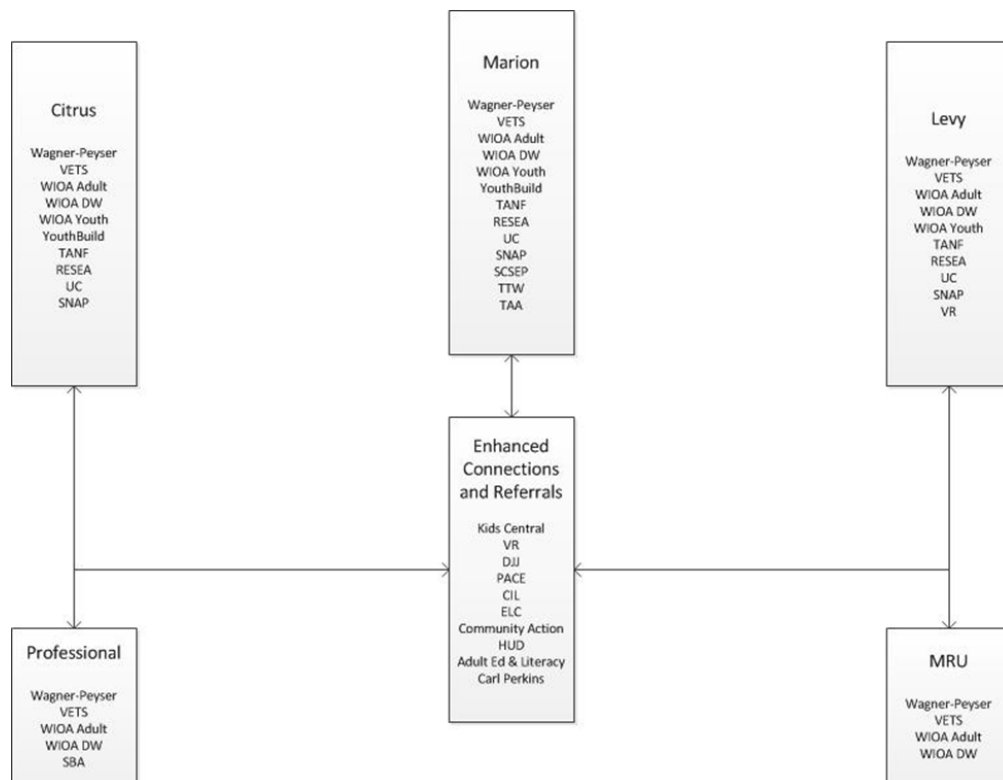 Citrus
Wagner-Peyser
VETS
WIOA Adult
WIOA DW
WIOA Youth
YouthBuild
TANF
RESEA
UC
SNAP
Marion
Wagner-Peyser
VETS
WIOA Adult
WIOA DW
WIOA Youth
YouthBuild
TANF
RESEA
UC
SNAP
SCSEP
TTW
TAA
Levy
Wagner-Peyser
VETS
WIOA Adult
WIOA DW
WIOA Youth
TANF
RESEA
UC
SNAP
VR
Enhanced
Connections
and Referrals
Kids Central
VR
DJJ
PACE
CIL
ELC
Community Action
HUD
Adult Ed & Literacy
Carl Perkins
Professional
Wagner-Peyser
VETS
WIOA Adult
WIOA DW
SBA
MRU
Wagner-Peyser
VETS
WIOA Adult
WIOA DW